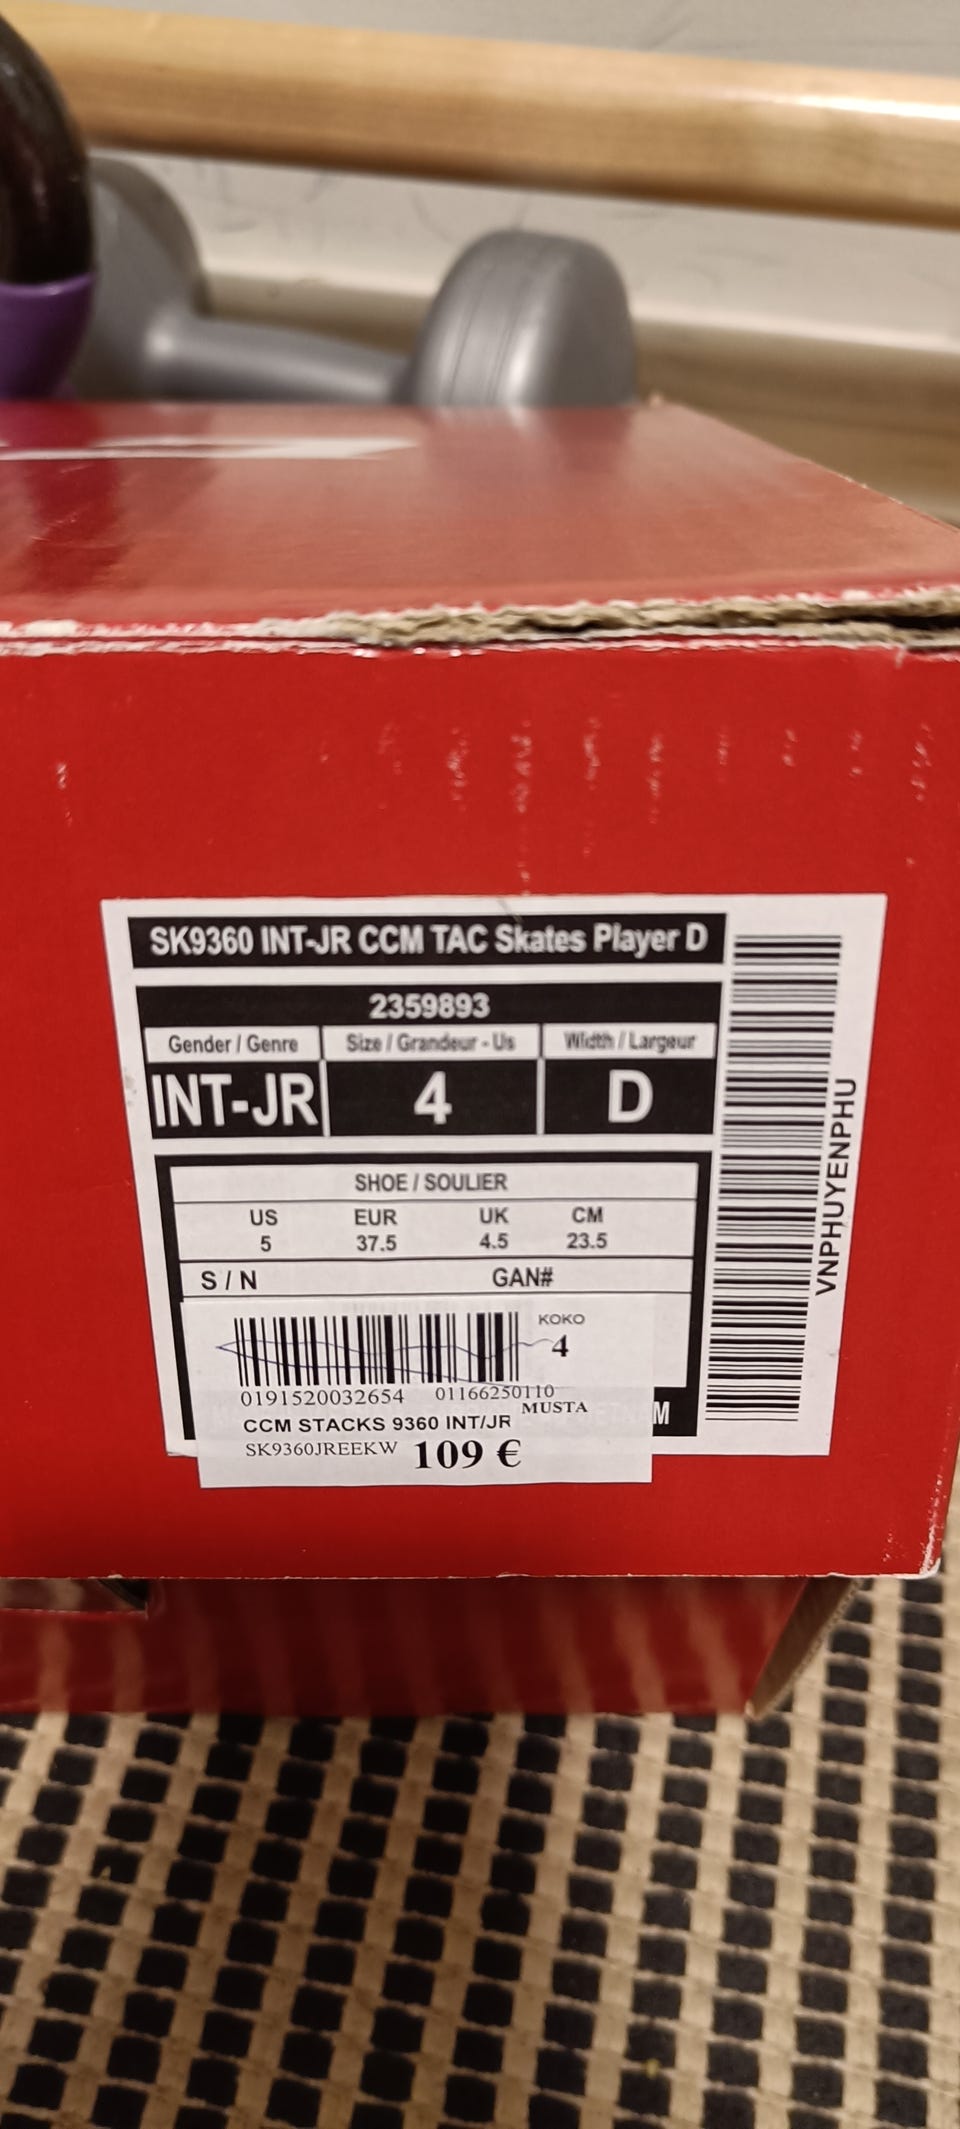 SK9360 INT-JR CCM TAC Skates Player D
2359893
Gender / Genre Size / Grandeur - Us Width / Largeur
INT-JR 4 D
SHOE / SOULIER
US EUR UK CM
5 37.5 4.5 23.5
S / N GAN#
KOKO
4
0191520032654 01166250110
MUSTA
CCM STACKS 9360 INT/JR
SK9360JREEKW 109 €
VNPHUYENPHU